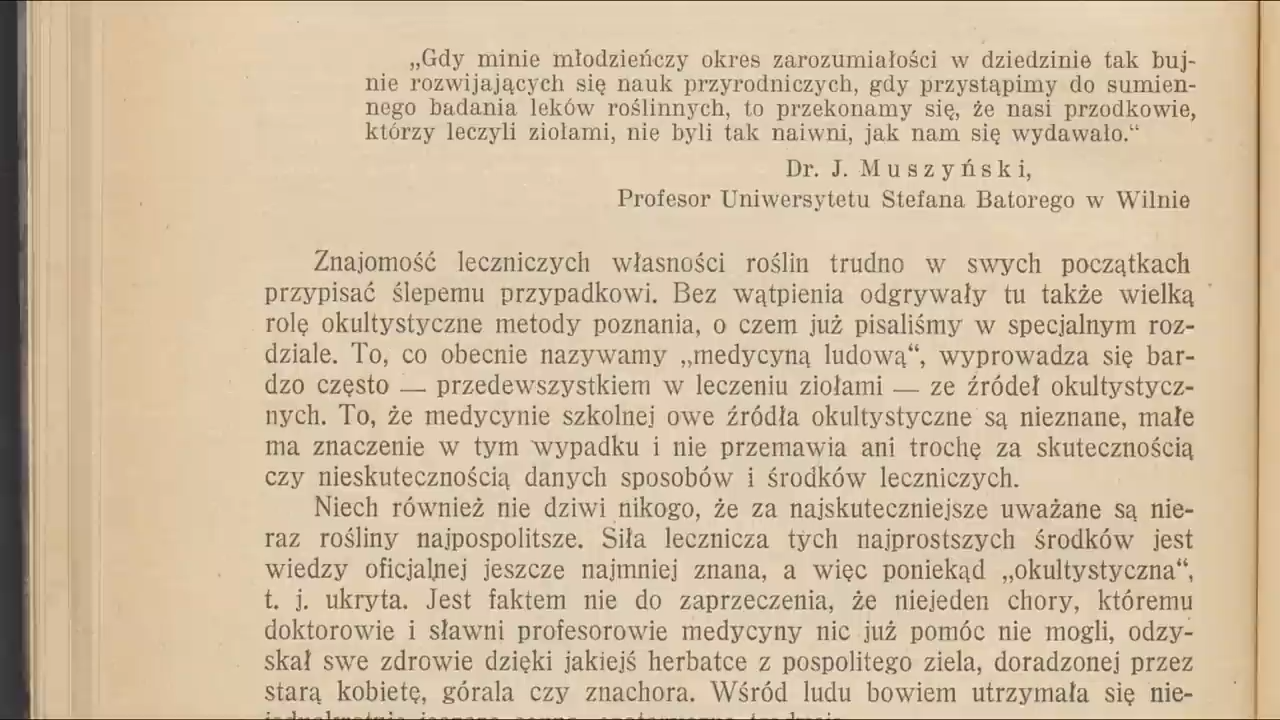 „Gdy minie młodzieńczy okres zarozumiałości w dziedzinie tak buj-
nie rozwijających się nauk przyrodniczych, gdy przystąpimy do sumien-
nego badania leków roślinnych, to przekonamy się, że nasi przodkowie,
którzy leczyli ziołami, nie byli tak naiwni, jak nam się wydawało.“
Dr. J. Muszyński,
Profesor Uniwersytetu Stefana Batorego w Wilnie
Znajomość leczniczych własności roślin trudno w swych początkach
przypisać ślepemu przypadkowi. Bez wątpienia odgrywały tu także wielką
rolę okultystyczne metody poznania, o czem już pisaliśmy w specjalnym roz-
dziale. To, co obecnie nazywamy „medycyną ludową“, wyprowadza się bar-
dzo często — przedewszystkiem w leczeniu ziołami — ze źródeł okultystycz-
nych. To, że medycynie szkolnej owe źródła okultystyczne są nieznane, małe
ma znaczenie w tym wypadku i nie przemawia ani trochę za skutecznością
czy nieskutecznością danych sposobów i środków leczniczych.
Niech również nie dziwi nikogo, że za najskuteczniejsze uważane są nie-
raz rośliny najpospolitsze. Siła lecznicza tych najprostszych środków jest
wiedzy oficjalnej jeszcze najmniej znana, a więc poniekąd „okultystyczna“,
t. j. ukryta. Jest faktem nie do zaprzeczenia, że niejeden chory, któremu
doktorowie i sławni profesorowie medycyny nic już pomóc nie mogli, odzy-
skał swe zdrowie dzięki jakiejś herbatce z pospolitego ziela, doradzonej przez
starą kobietę, górala czy znachora. Wśród ludu bowiem utrzymała się nie-